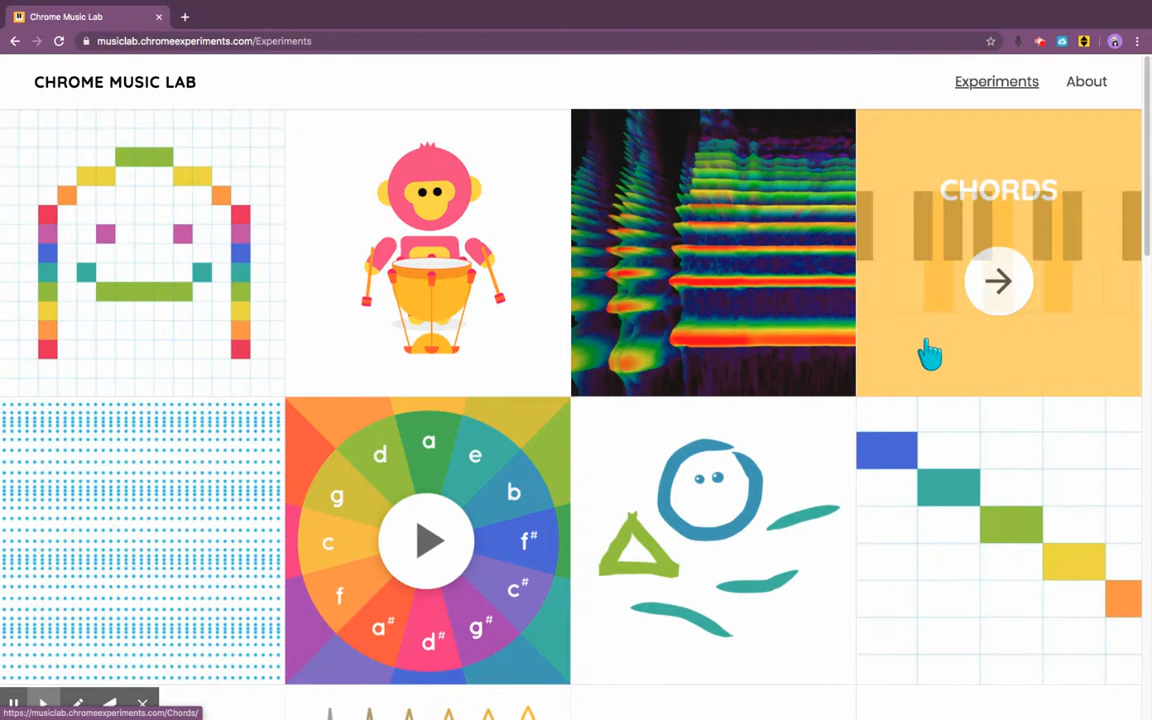 Chrome Music Lab
musiclab.chromeexperiments.com/Experiments
CHROME MUSIC LAB
Experiments
About
CHORDS
a
e
b
f#
c#
g#
d#
a#
f
c
g
d
https://musiclab.chromeexperiments.com/Chords/